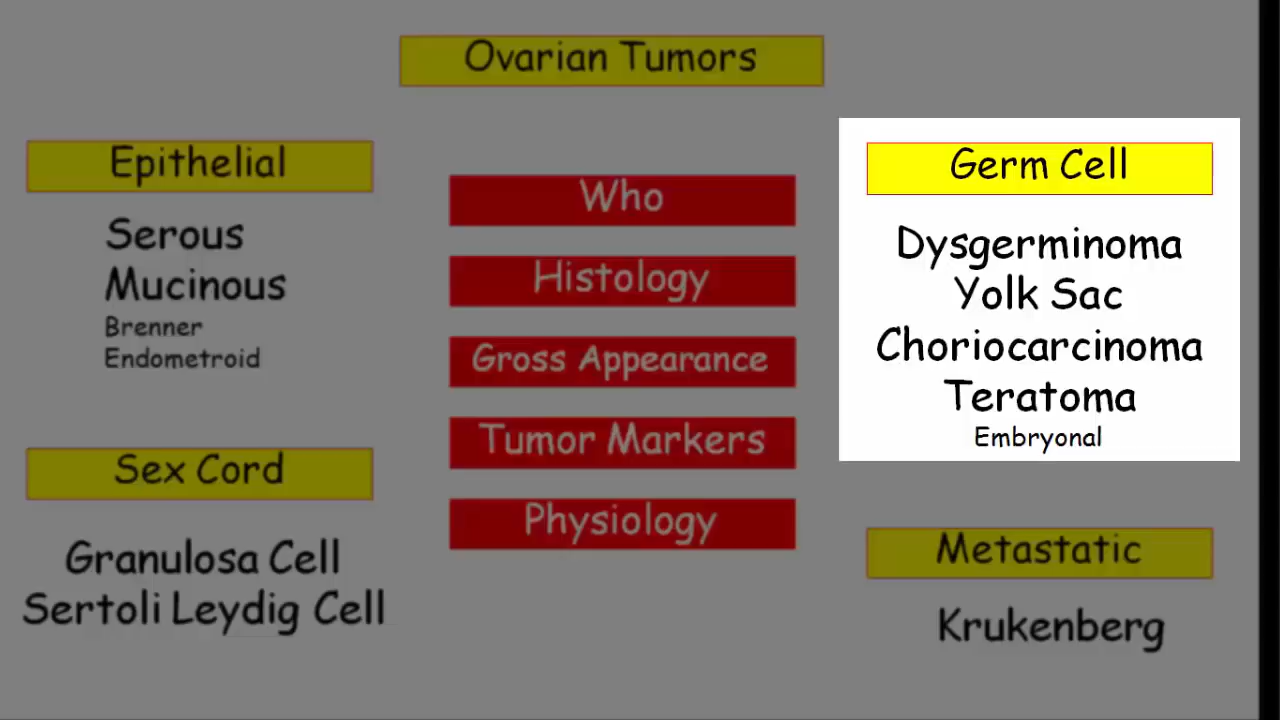 Ovarian Tumors
Epithelial
Serous
Mucinous
Brenner
Endometroid
Sex Cord
Granulosa Cell
Sertoli Leydig Cell
Who
Histology
Gross Appearance
Tumor Markers
Physiology
Germ Cell
Dysgerminoma
Yolk Sac
Choriocarcinoma
Teratoma
Embryonal
Metastatic
Krukenberg